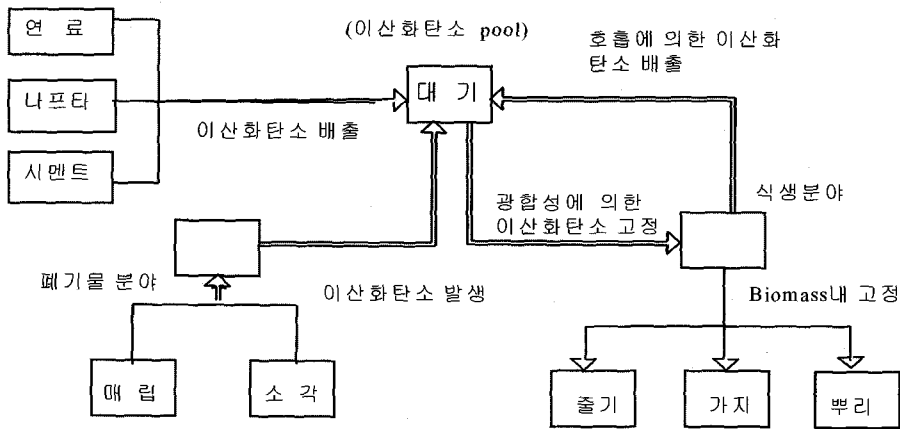 연 료
(이산화탄소 pool)
호흡에 의한 이산화
탄소 배출
나프타
대 기
이산화탄소 배출
시멘트
광합성에 의한
이산화탄소 고정
식생분야
폐기물 분야
이산화탄소 발생
Biomass내 고정
매 립
소 각
줄기
가지
뿌리